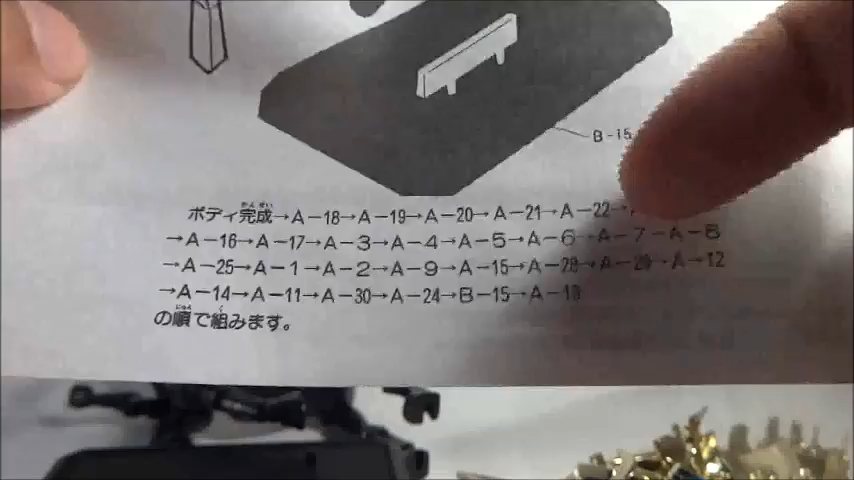 B-15
ボディ完成→A-18→A-19→A-20→A-21→A-22→
→A-16→A-17→A-3→A-4→A-5→A-6→A-7→A-8
→A-25→A-1→A-2→A-9→A-15→A-28→A-29→A-12
→A-14→A-11→A-30→A-24→B-15→A-13
の順で組みます。